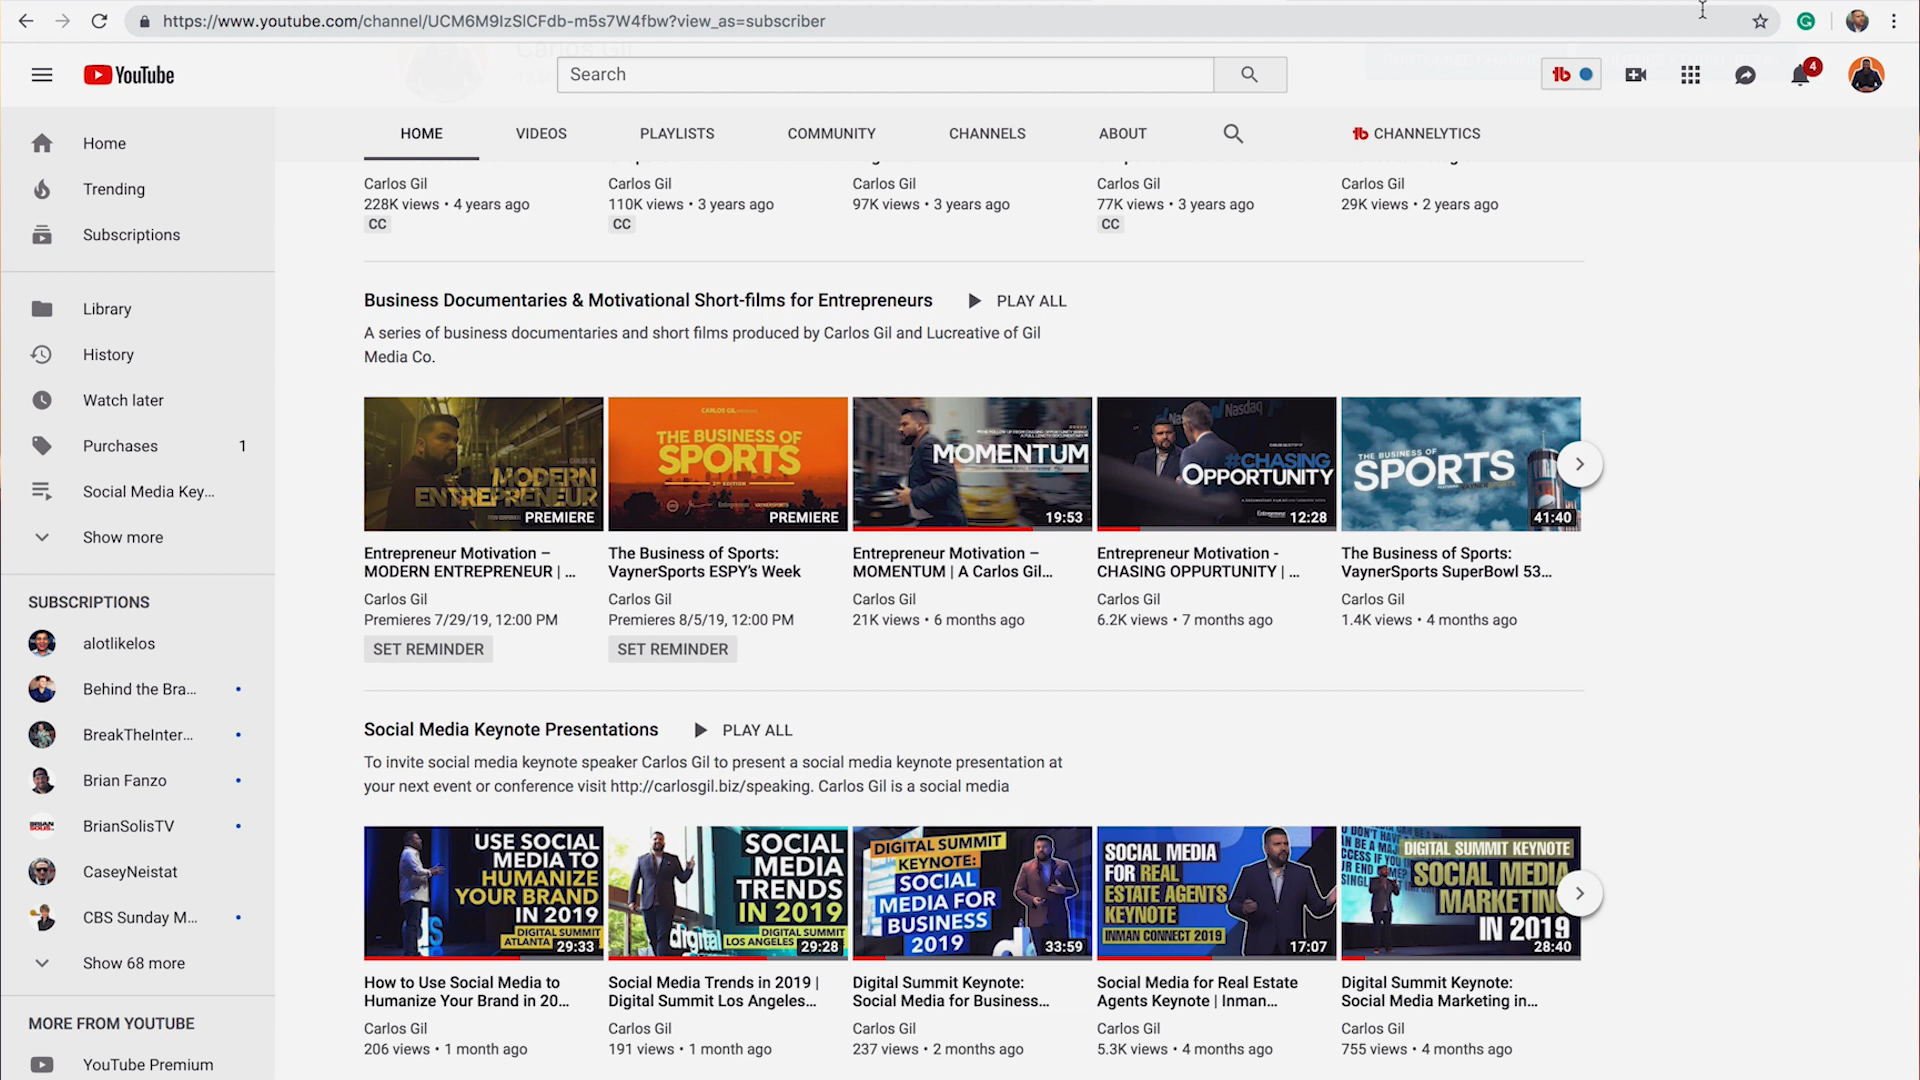 https://www.youtube.com/channel/UCM6M9IzSlCFdb-m5s7W4fbw?view_as=subscriber
Carlos Gil
YouTube
Search
tb
4
HOME
VIDEOS
PLAYLISTS
COMMUNITY
CHANNELS
ABOUT
tb CHANNELYTICS
Home
Trending
Subscriptions
Library
History
Watch later
Purchases 1
Social Media Key...
Show more
SUBSCRIPTIONS
alotlikelos
Behind the Bra...
BreakTheInter...
Brian Fanzo
BrianSolisTV
CaseyNeistat
CBS Sunday M...
Show 68 more
MORE FROM YOUTUBE
YouTube Premium
Carlos Gil
228K views • 4 years ago
CC
Carlos Gil
110K views • 3 years ago
CC
Carlos Gil
97K views • 3 years ago
Carlos Gil
77K views • 3 years ago
CC
Carlos Gil
29K views • 2 years ago
Business Documentaries & Motivational Short-films for Entrepreneurs
PLAY ALL
A series of business documentaries and short films produced by Carlos Gil and Lucreative of Gil
Media Co.
MODERN
ENTREPRENEUR
PREMIERE
Entrepreneur Motivation –
MODERN ENTREPRENEUR | ...
Carlos Gil
Premieres 7/29/19, 12:00 PM
SET REMINDER
CARLOS GIL
THE BUSINESS OF
SPORTS
2ND EDITION
PREMIERE
The Business of Sports:
VaynerSports ESPY's Week
Carlos Gil
Premieres 8/5/19, 12:00 PM
SET REMINDER
MOMENTUM
19:53
Entrepreneur Motivation –
MOMENTUM | A Carlos Gil...
Carlos Gil
21K views • 6 months ago
Nasdaq
#CHASING
OPPORTUNITY
Entrepreneur
12:28
Entrepreneur Motivation -
CHASING OPPURTUNITY | ...
Carlos Gil
6.2K views • 7 months ago
THE BUSINESS OF
SPORTS
41:40
The Business of Sports:
VaynerSports SuperBowl 53...
Carlos Gil
1.4K views • 4 months ago
Social Media Keynote Presentations
PLAY ALL
To invite social media keynote speaker Carlos Gil to present a social media keynote presentation at
your next event or conference visit http://carlosgil.biz/speaking. Carlos Gil is a social media
USE SOCIAL
MEDIA TO
HUMANIZE
YOUR BRAND
IN 2019
DIGITAL SUMMIT
ATLANTA
29:33
How to Use Social Media to
Humanize Your Brand in 20...
Carlos Gil
206 views • 1 month ago
SOCIAL
MEDIA
TRENDS
IN 2019
digital
DIGITAL SUMMIT
LOS ANGELES
29:28
Social Media Trends in 2019 |
Digital Summit Los Angeles...
Carlos Gil
191 views • 1 month ago
DIGITAL SUMMIT
KEYNOTE:
SOCIAL
MEDIA FOR
BUSINESS
2019
33:59
Digital Summit Keynote:
Social Media for Business...
Carlos Gil
237 views • 2 months ago
SOCIAL MEDIA
FOR REAL
ESTATE AGENTS
KEYNOTE
INMAN CONNECT 2019
17:07
Social Media for Real Estate
Agents Keynote | Inman...
Carlos Gil
5.3K views • 4 months ago
DIGITAL SUMMIT KEYNOTE
SOCIAL MEDIA
MARKETING
IN 2019
28:40
Digital Summit Keynote:
Social Media Marketing in...
Carlos Gil
755 views • 4 months ago